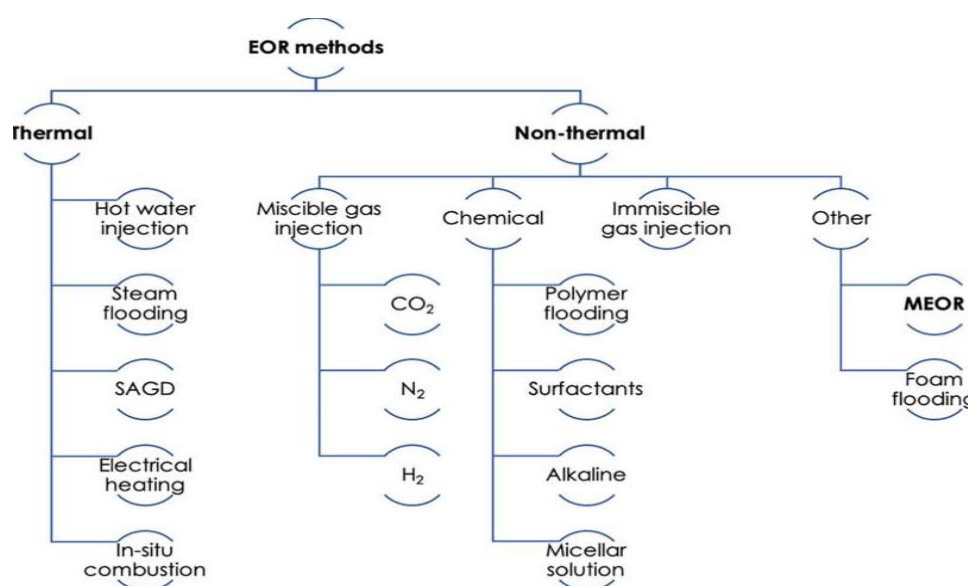 EOR methods
Thermal
Non-thermal
Hot water
injection
Miscible gas
injection
Chemical
Immiscible
gas injection
Other
Steam
flooding
CO₂
Polymer
flooding
MEOR
SAGD
N₂
Surfactants
Foam
flooding
Electrical
heating
H₂
Alkaline
In-situ
combustion
Micellar
solution